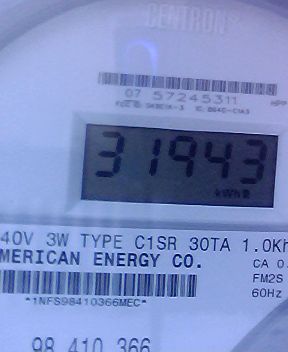 CENTRON®
07 57245311
31943
kWh
40V 3W TYPE C1SR 30TA 1.0Kh
MERICAN ENERGY CO.
CA 0.
*1NFS98410366MEC*
FM2S
60Hz
98 410 366